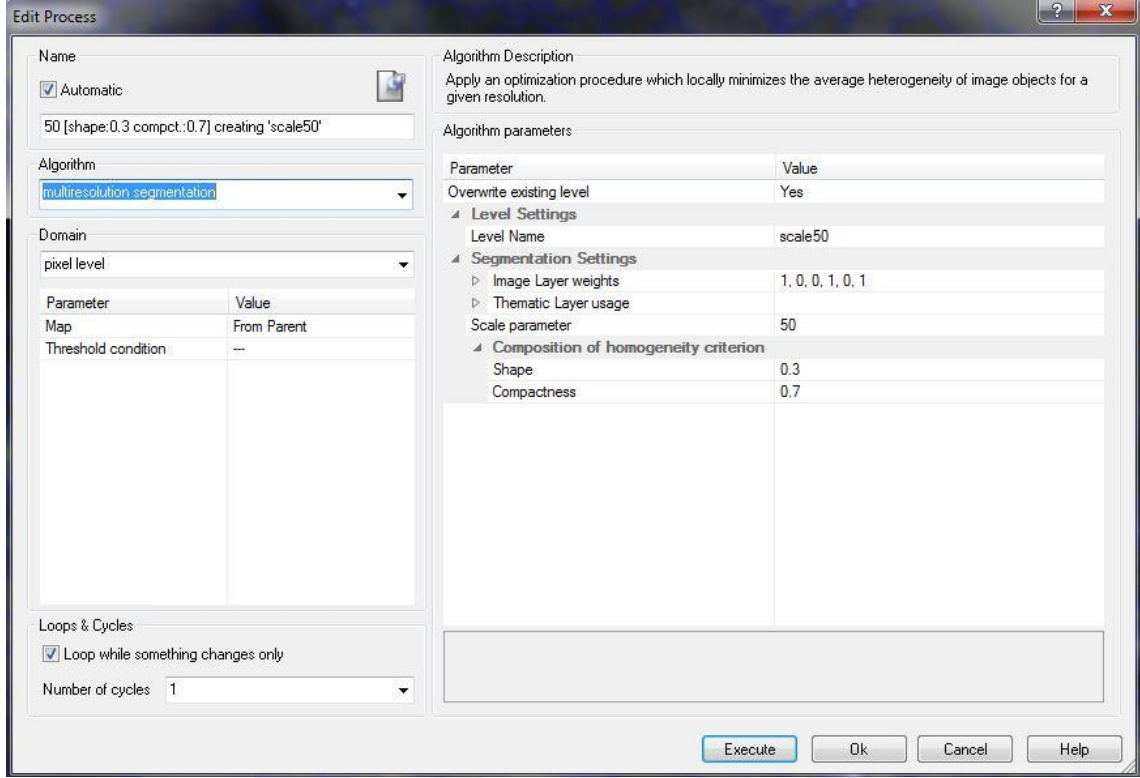 Edit Process
Name
Automatic
50 [shape:0.3 compct.:0.7] creating 'scale50'
Algorithm
multiresolution segmentation
Domain
pixel level
Parameter Value
Map From Parent
Threshold condition ---
Loops & Cycles
Loop while something changes only
Number of cycles 1
Algorithm Description
Apply an optimization procedure which locally minimizes the average heterogeneity of image objects for a
given resolution.
Algorithm parameters
Parameter Value
Overwrite existing level Yes
Level Settings
Level Name scale50
Segmentation Settings
Image Layer weights 1, 0, 0, 1, 0, 1
Thematic Layer usage
Scale parameter 50
Composition of homogeneity criterion
Shape 0.3
Compactness 0.7
Execute Ok Cancel Help